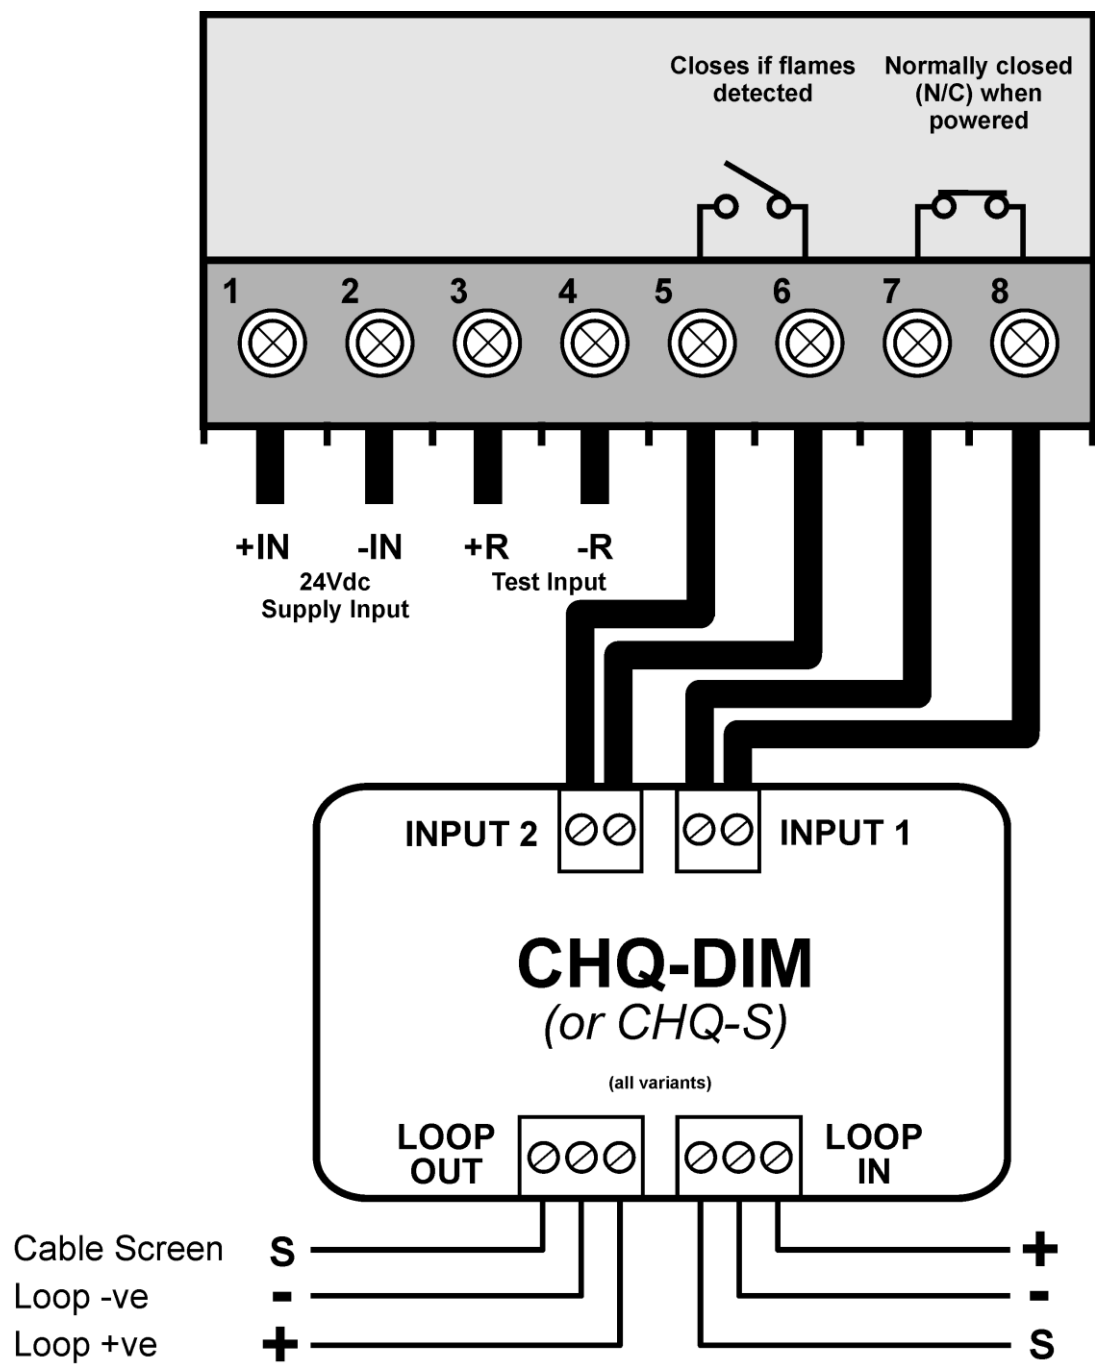 Closes if flames
detected
Normally closed
(N/C) when
powered
1 2 3 4 5 6 7 8
+IN -IN +R -R
24Vdc
Supply Input
Test Input
INPUT 2
INPUT 1
CHQ-DIM
(or CHQ-S)
(all variants)
LOOP
OUT
LOOP
IN
Cable Screen S
Loop -ve -
Loop +ve +
+
-
S